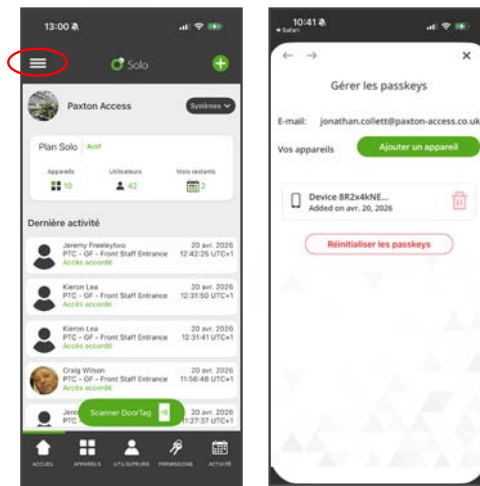 13:00
Solo
Paxton Access
Systèmes
Plan Solo Actif
Appareils
Utilisateurs
Mois restants
10
42
2
Dernière activité
Jeremy Freeleytoo
20 avr. 2026
PTC - GF - Front Staff Entrance
12:42:25 UTC+1
Accès accordé
Kieron Lea
20 avr. 2026
PTC - GF - Front Staff Entrance
12:31:50 UTC+1
Accès accordé
Kieron Lea
20 avr. 2026
PTC - GF - Front Staff Entrance
12:31:41 UTC+1
Accès accordé
Craig Wilson
20 avr. 2026
PTC - GF - Front Staff Entrance
11:56:48 UTC+1
Accès accordé
20 avr. 2026
PTC
11:27:37 UTC+1
Scanner DoorTag
ACCUEIL
APPAREILS
UTILISATEURS
PERMISSIONS
ACTIVITÉ
10:41
Safari
Gérer les passkeys
E-mail: jonathan.collett@paxton-access.co.uk
Vos appareils
Ajouter un appareil
Device 8R2x4kNE...
Added on avr. 20, 2026
Réinitialiser les passkeys